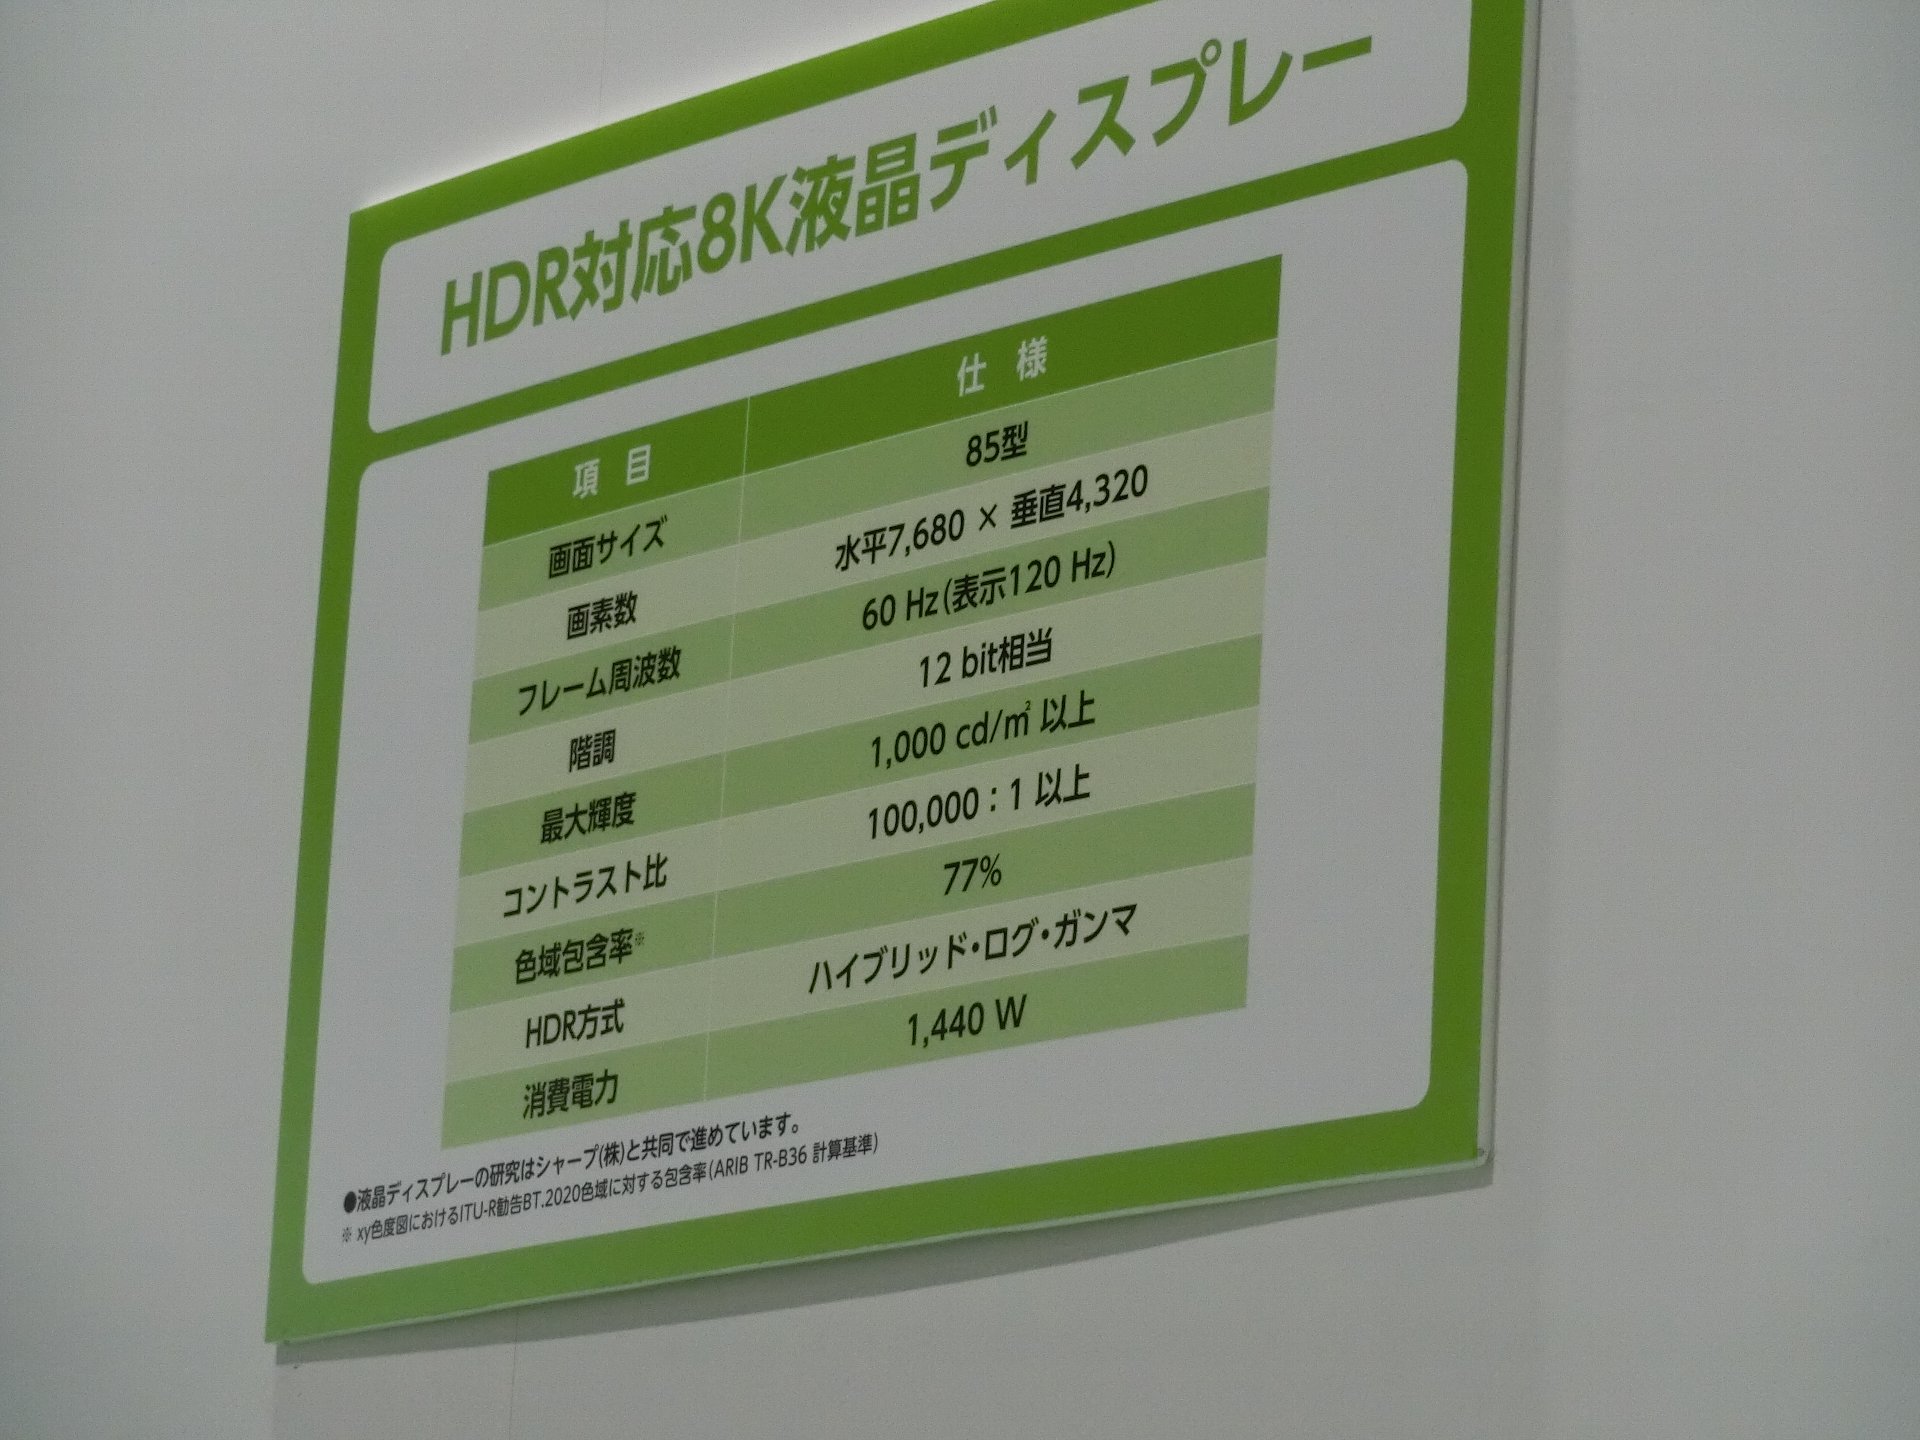 HDR対応8K液晶ディスプレー
項 目 仕 様
画面サイズ 85型
画素数 水平7,680 × 垂直4,320
フレーム周波数 60 Hz(表示120 Hz)
階調 12 bit相当
最大輝度 1,000 cd/㎡ 以上
コントラスト比 100,000：1 以上
色域包含率※ 77%
HDR方式 ハイブリッド・ログ・ガンマ
消費電力 1,440 W
●液晶ディスプレーの研究はシャープ(株)と共同で進めています。
※ xy色度図におけるITU-R勧告BT.2020色域に対する包含率(ARIB TR-B36 計算基準)